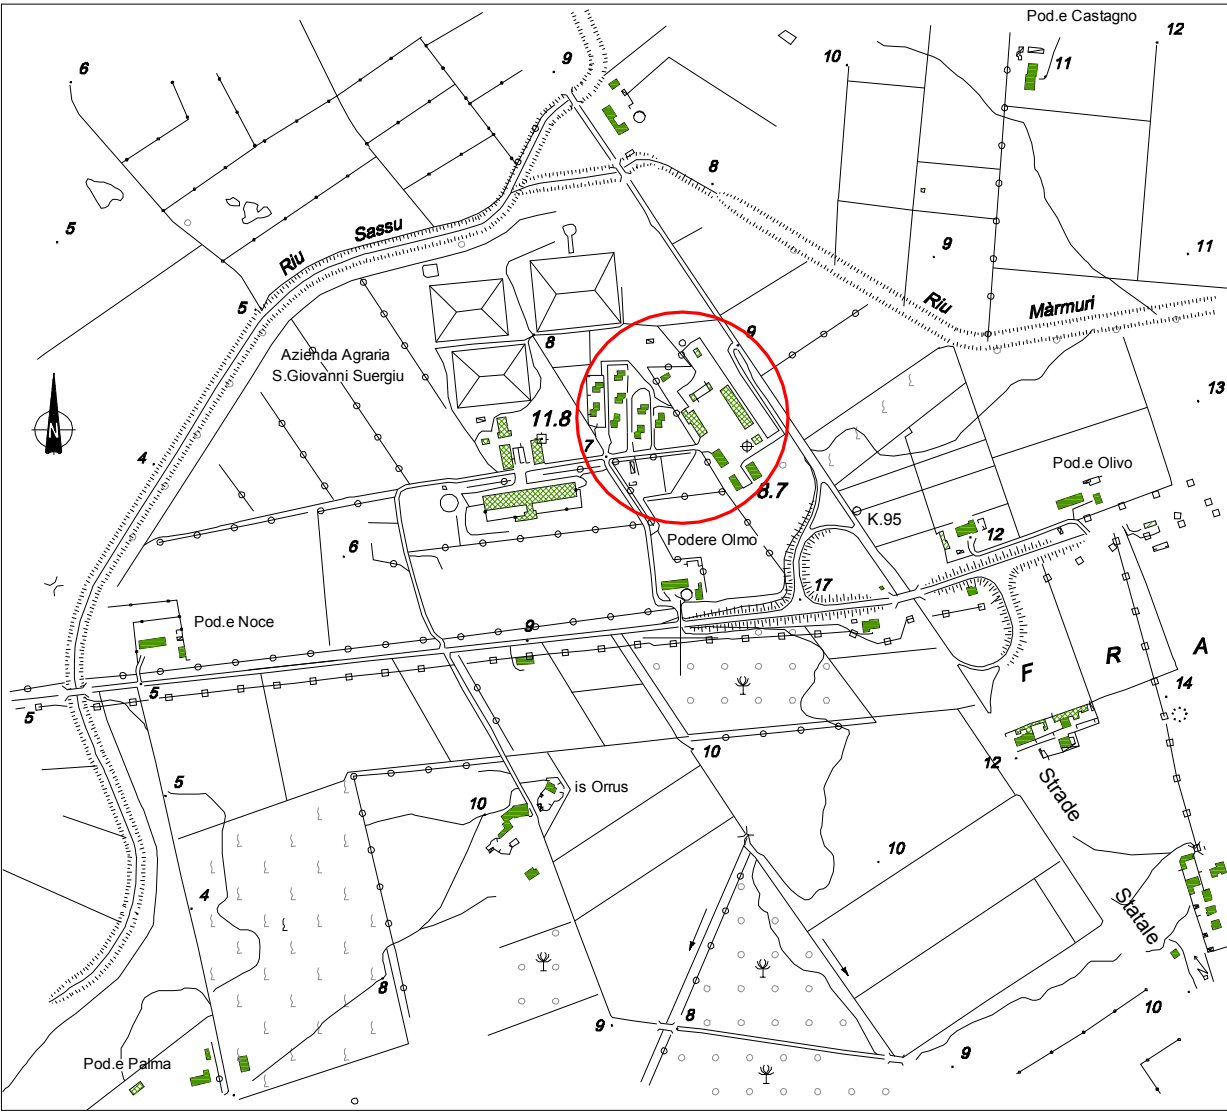 Pod.e Castagno
12
6
9
10
11
8
5
Sassu
Riu
9
11
5
Riu
Màrmuri
9
8
Azienda Agraria
S.Giovanni Suergiu
13
11.8
7
4
Pod.e Olivo
8.7
K.95
12
6
Podere Olmo
17
Pod.e Noce
9
F R A
5
5
14
10
12
5
is Orrus
Strade
10
10
4
Statale
8
N
10
8
9
9
Pod.e Palma
N